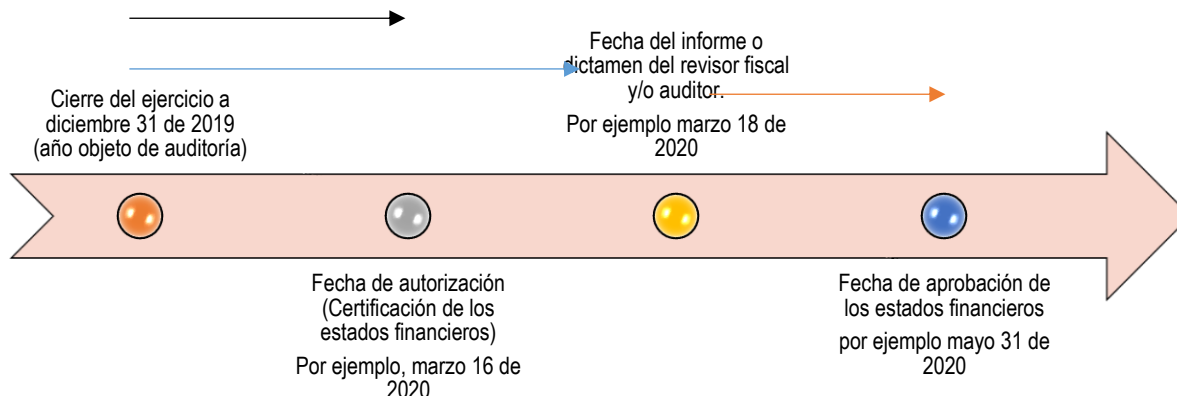 Cierre del ejercicio a
diciembre 31 de 2019
(año objeto de auditoría)
Fecha de autorización
(Certificación de los
estados financieros)
Por ejemplo, marzo 16 de
2020
Fecha del informe o
dictamen del revisor fiscal
y/o auditor.
Por ejemplo marzo 18 de
2020
Fecha de aprobación de
los estados financieros
por ejemplo mayo 31 de
2020